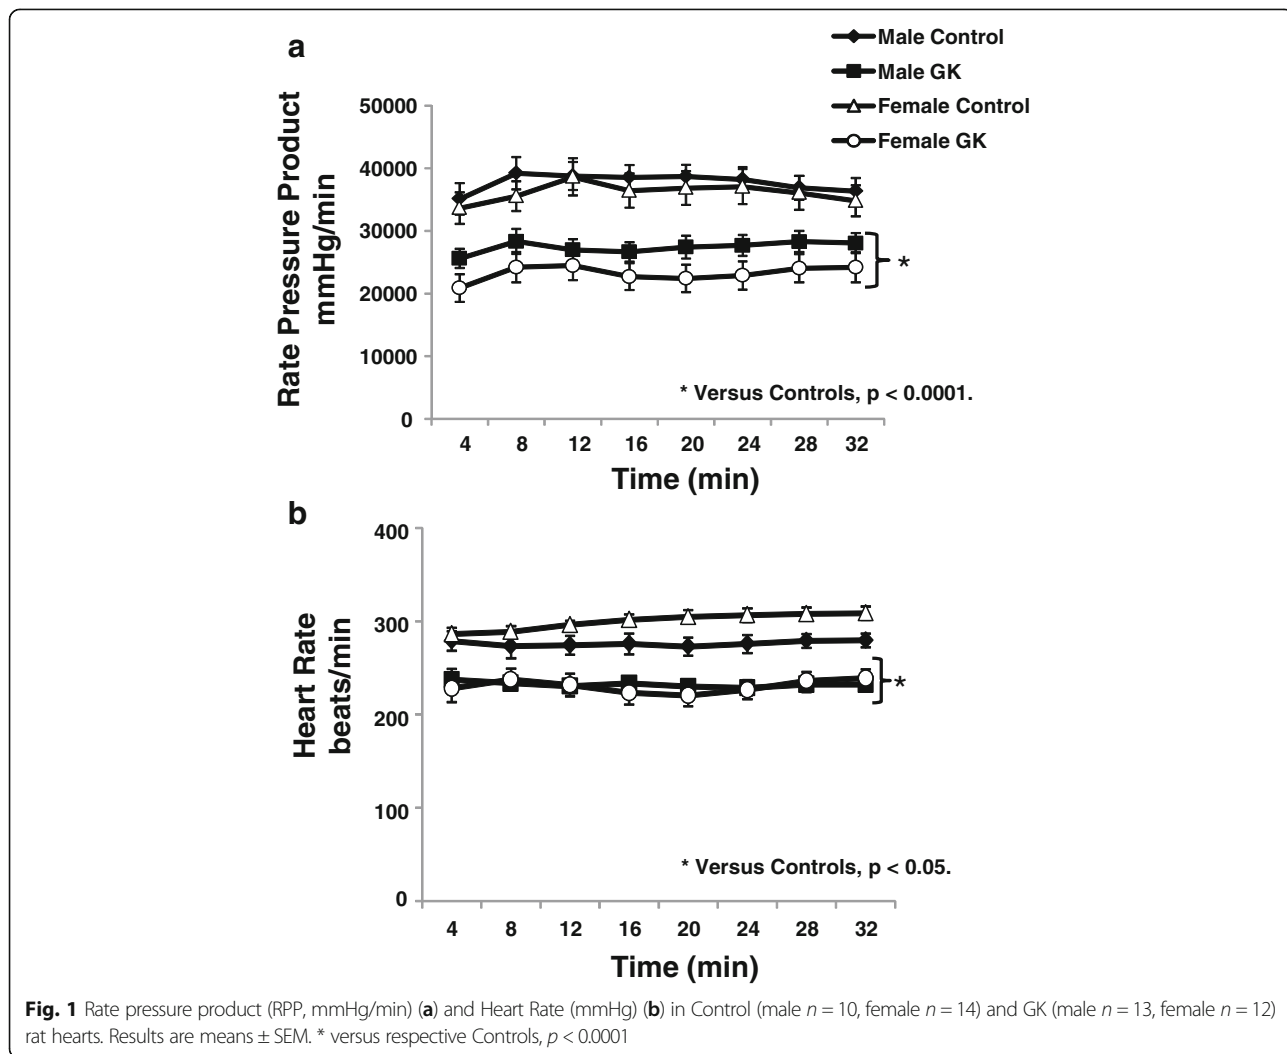 a
Male Control
Male GK
Female Control
Female GK
Rate Pressure Product
mmHg/min
50000
40000
30000
20000
10000
0
*
* Versus Controls, p < 0.0001.
4 8 12 16 20 24 28 32
Time (min)
b
Heart Rate
beats/min
400
300
200
100
0
*
* Versus Controls, p < 0.05.
4 8 12 16 20 24 28 32
Time (min)
Fig. 1 Rate pressure product (RPP, mmHg/min) (a) and Heart Rate (mmHg) (b) in Control (male n = 10, female n = 14) and GK (male n = 13, female n = 12)
rat hearts. Results are means ± SEM. * versus respective Controls, p < 0.0001